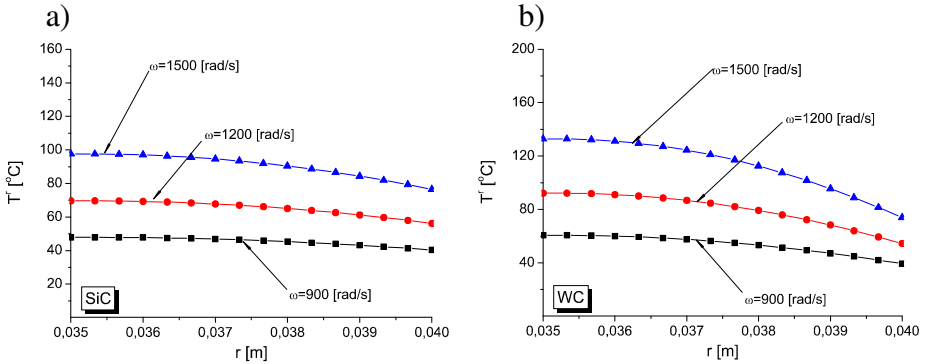 a)
160
140
120
100
80
60
40
20
Tʳ [°C]
ω=1500 [rad/s]
ω=1200 [rad/s]
ω=900 [rad/s]
SiC
0,035 0,036 0,037 0,038 0,039 0,040
r [m]
b)
200
160
120
80
40
Tʳ [°C]
ω=1500 [rad/s]
ω=1200 [rad/s]
ω=900 [rad/s]
WC
0,035 0,036 0,037 0,038 0,039 0,040
r [m]